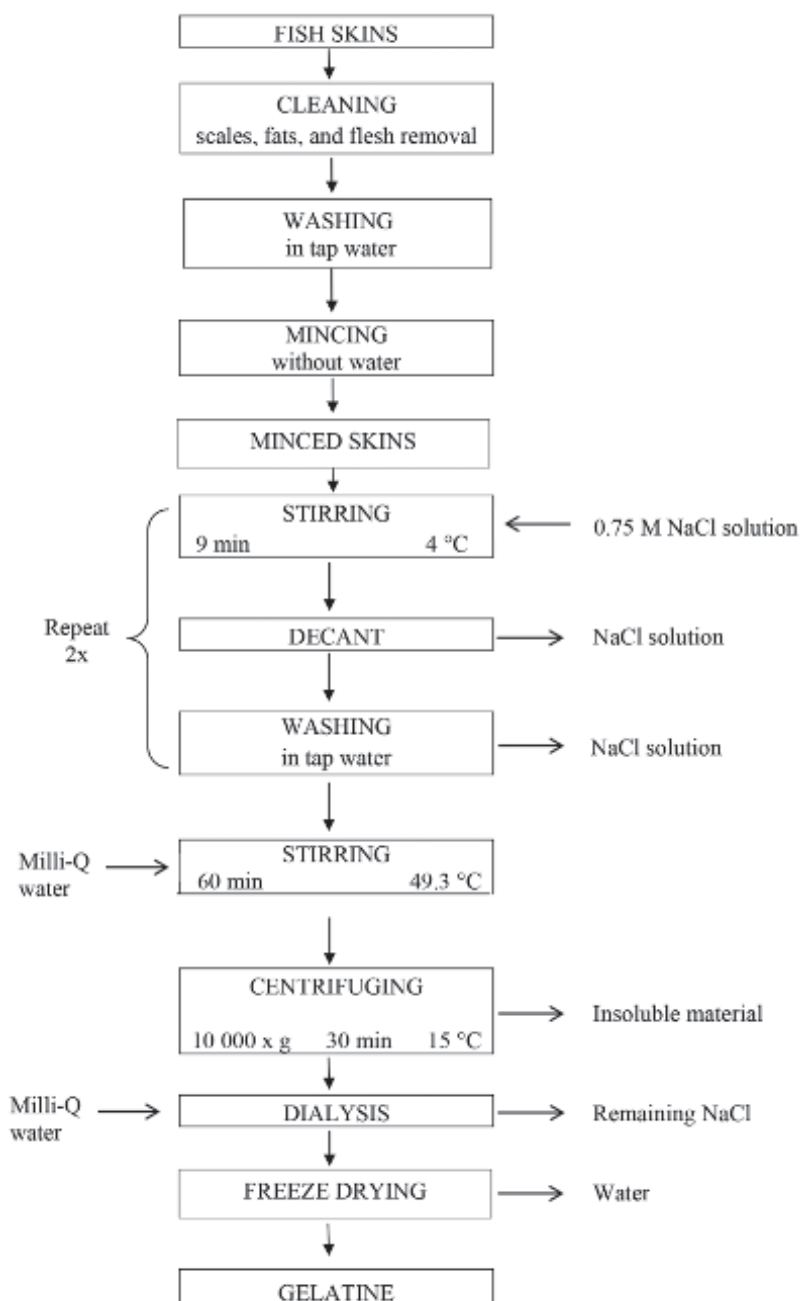 FISH SKINS
CLEANING
scales, fats, and flesh removal
WASHING
in tap water
MINCING
without water
MINCED SKINS
STIRRING
9 min 4 °C
0.75 M NaCl solution
Repeat
2x
DECANT
NaCl solution
WASHING
in tap water
NaCl solution
Milli-Q
water
STIRRING
60 min 49.3 °C
CENTRIFUGING
10 000 x g 30 min 15 °C
Insoluble material
Milli-Q
water
DIALYSIS
Remaining NaCl
FREEZE DRYING
Water
GELATINE